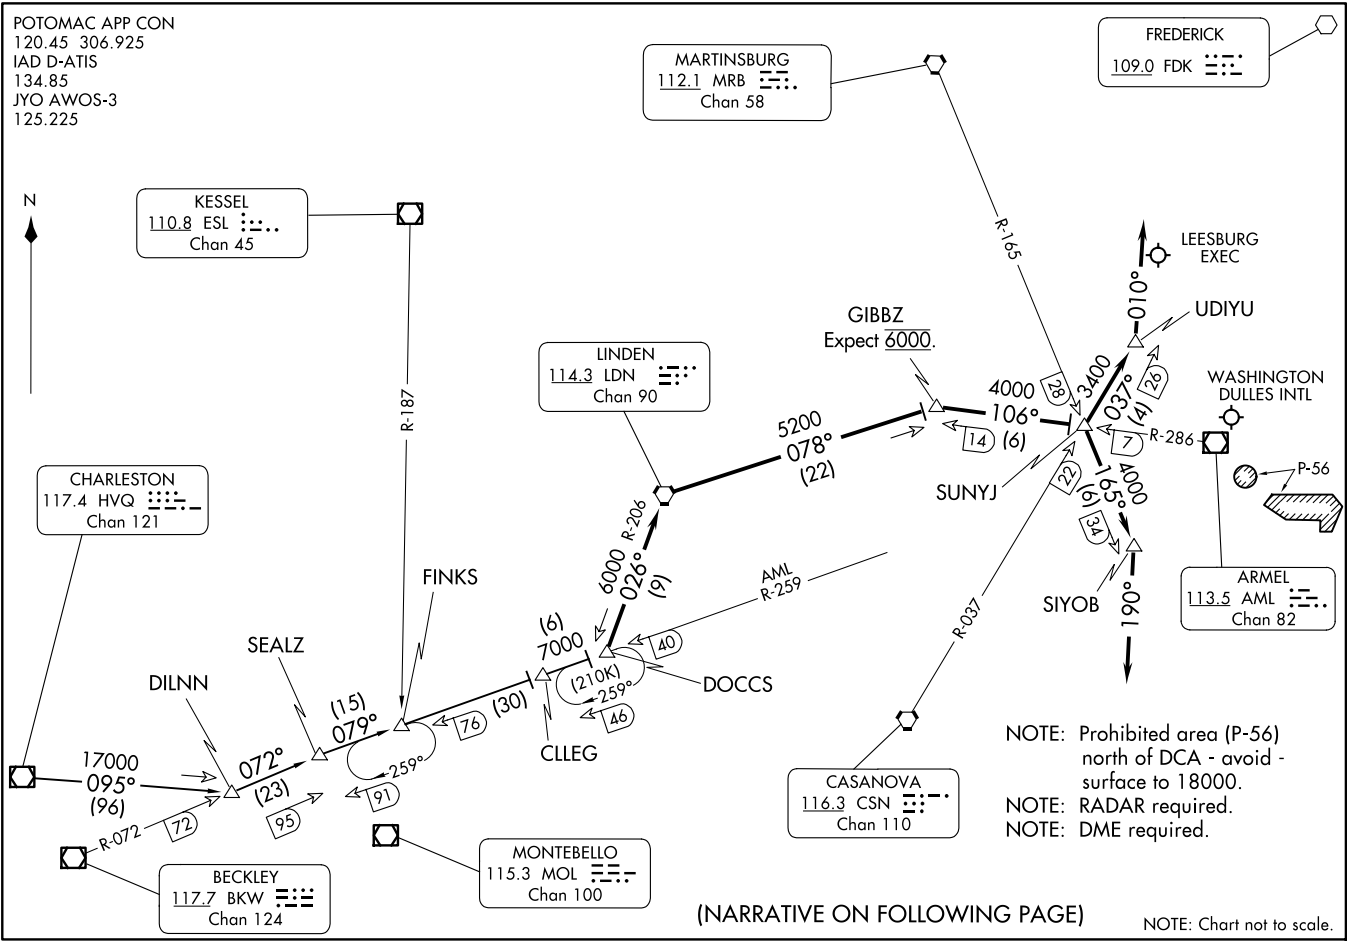 POTOMAC APP CON
120.45 306.925
IAD D-ATIS
134.85
JYO AWOS-3
125.225
N
KESSEL
110.8 ESL
Chan 45
MARTINSBURG
112.1 MRB
Chan 58
FREDERICK
109.0 FDK
R-165
LEESBURG
EXEC
010°
UDIYU
GIBBZ
Expect 6000.
LINDEN
114.3 LDN
Chan 90
R-187
5200
078°
(22)
4000
106°
(6)
14
28
3400
037°
(4)
26
WASHINGTON
DULLES INTL
7
R-286
P-56
SUNYJ
22
4000
165°
(6)
34
SIYOB
190°
ARMEL
113.5 AML
Chan 82
CHARLESTON
117.4 HVQ
Chan 121
R-206
6000
026°
(9)
AML
R-259
R-037
FINKS
SEALZ
DILNN
(6)
7000
40
(210K)
259°
46
DOCCS
CLLEG
(15)
079°
(30)
76
259°
91
17000
095°
(96)
072°
(23)
95
R-072
72
BECKLEY
117.7 BKW
Chan 124
MONTEBELLO
115.3 MOL
Chan 100
CASANOVA
116.3 CSN
Chan 110
NOTE: Prohibited area (P-56)
north of DCA - avoid -
surface to 18000.
NOTE: RADAR required.
NOTE: DME required.
(NARRATIVE ON FOLLOWING PAGE)
NOTE: Chart not to scale.